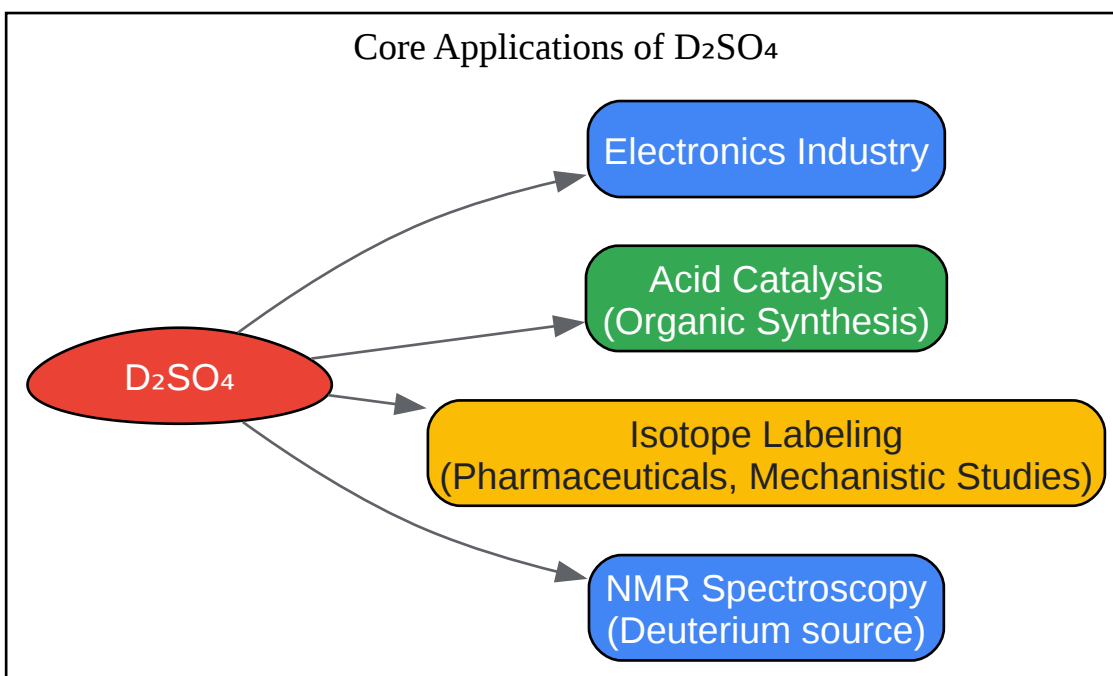 Core Applications of D₂SO₄
Electronics Industry
Acid Catalysis
(Organic Synthesis)
D₂SO₄
Isotope Labeling
(Pharmaceuticals, Mechanistic Studies)
NMR Spectroscopy
(Deuterium source)